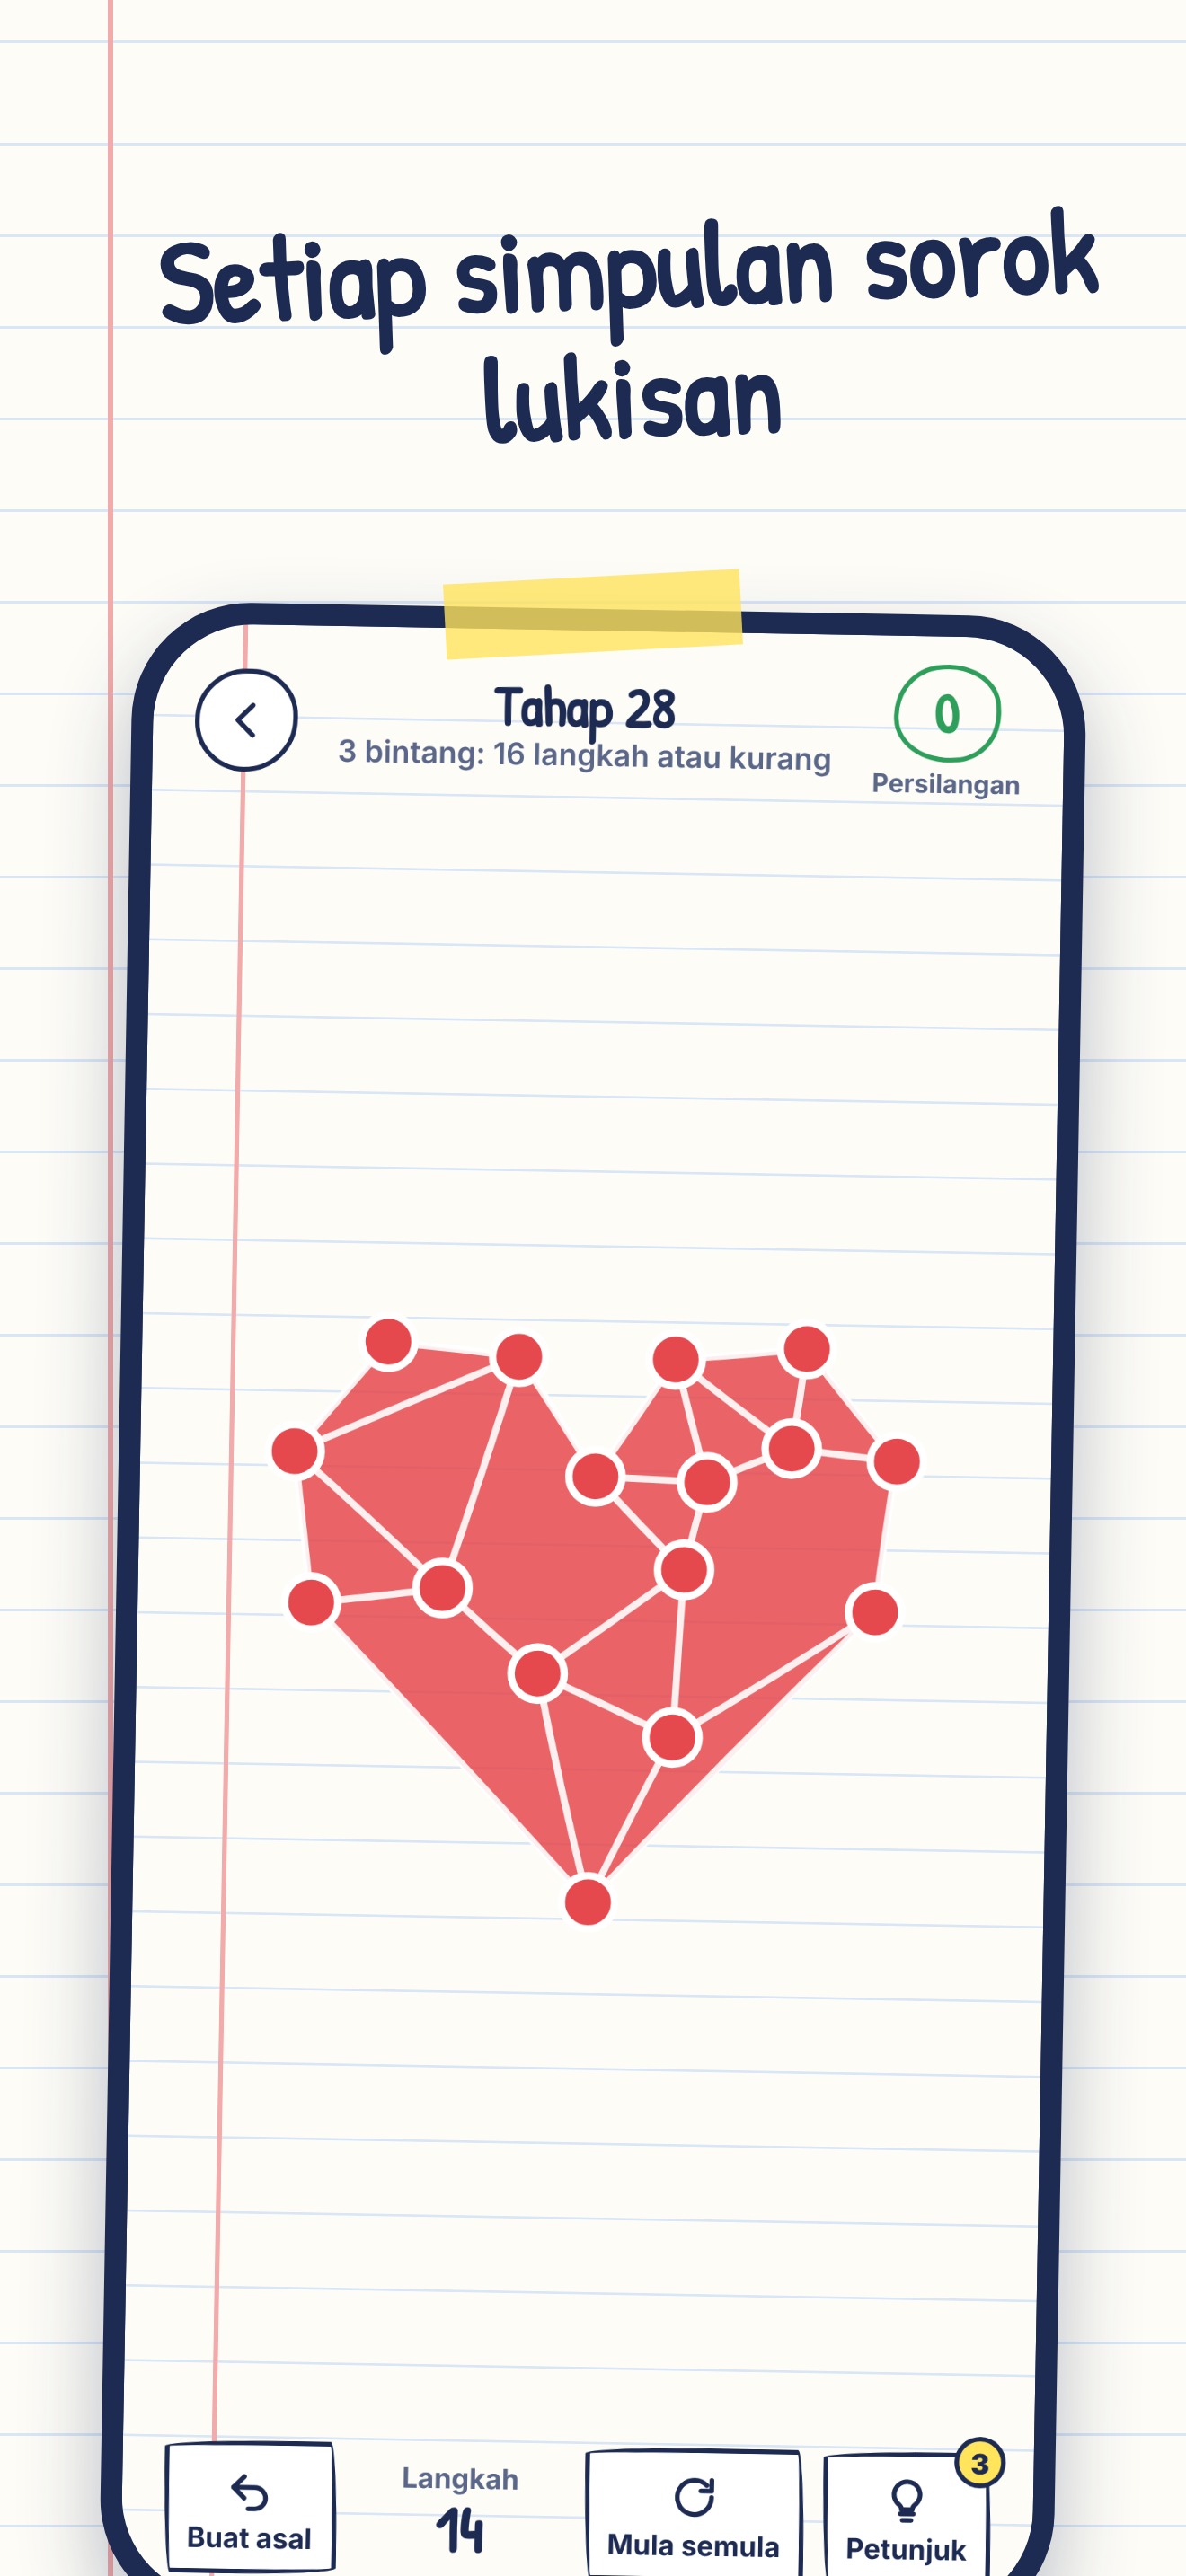 Setiap simpulan sorok
lukisan
Tahap 28
3 bintang: 16 langkah atau kurang
0
Persilangan
Buat asal
Langkah
14
Mula semula
3
Petunjuk